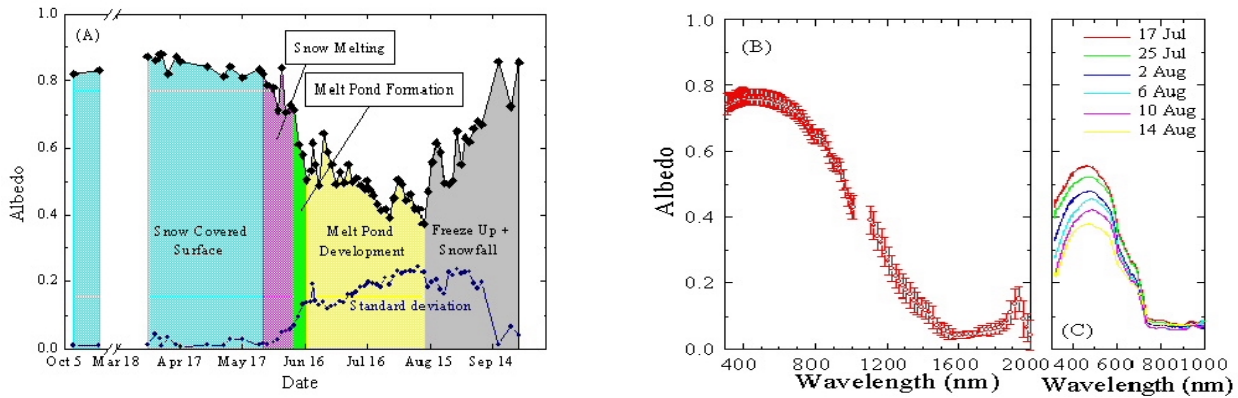 (A)
Snow Melting
Melt Pond Formation
1.0
0.8
0.6
0.4
0.2
0.0
Albedo
Snow Covered
Surface
Melt Pond
Development
Freeze Up +
Snowfall
Standard deviation
Oct 5 Mar 18 Apr 17 May 17 Jun 16 Jul 16 Aug 15 Sep 14
Date
(B)
1.0
0.8
0.6
0.4
0.2
0.0
Albedo
400 800 1200 1600 2000
Wavelength (nm)
17 Jul
25 Jul
2 Aug
6 Aug
10 Aug
14 Aug
(C)
400 600 800 1000
Wavelength (nm)